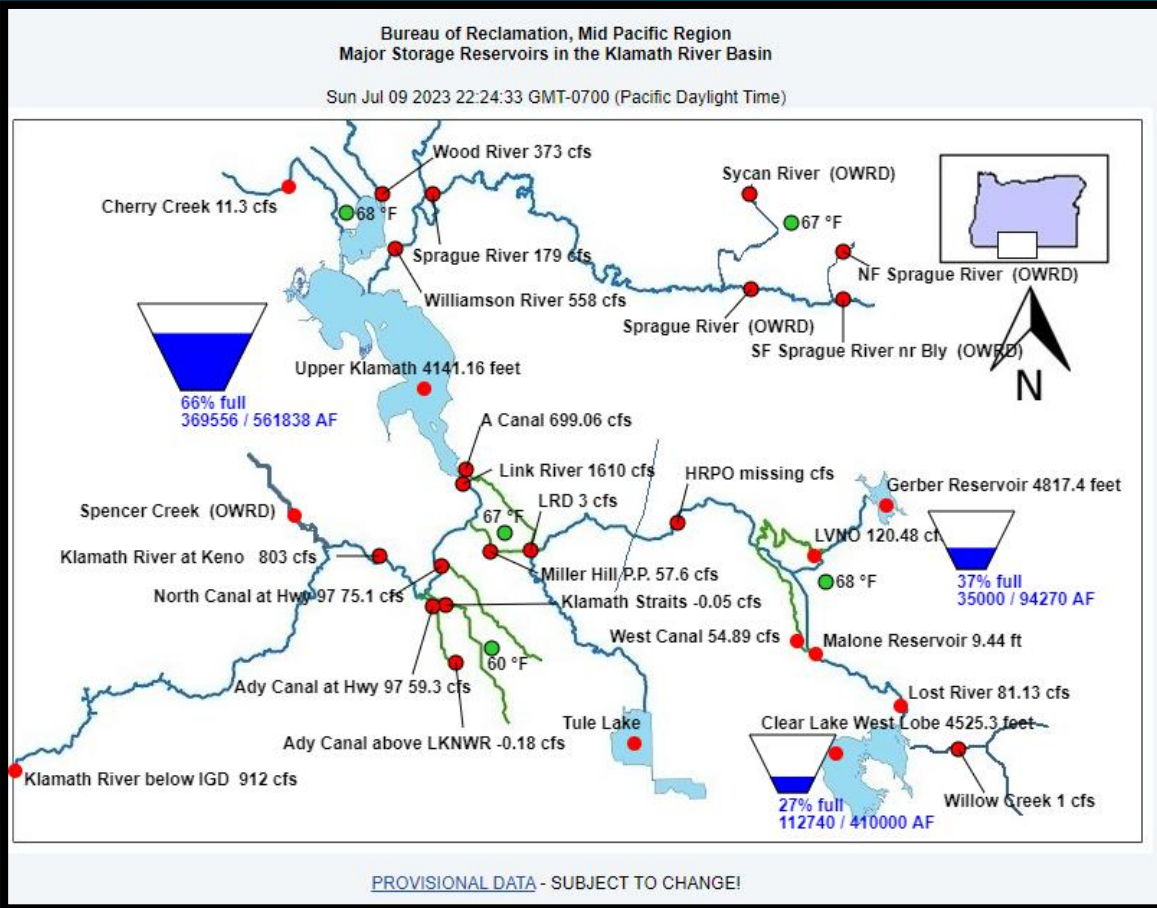 Bureau of Reclamation, Mid Pacific Region
Major Storage Reservoirs in the Klamath River Basin
Sun Jul 09 2023 22:24:33 GMT-0700 (Pacific Daylight Time)
Wood River 373 cfs
Sycan River (OWRD)
Cherry Creek 11.3 cfs
68 °F
67 °F
Sprague River 179 cfs
NF Sprague River (OWRD)
Williamson River 558 cfs
Sprague River (OWRD)
SF Sprague River nr Bly (OWRD)
Upper Klamath 4141.16 feet
N
66% full
369556 / 561838 AF
A Canal 699.06 cfs
Link River 1610 cfs
HRPO missing cfs
Gerber Reservoir 4817.4 feet
LRD 3 cfs
Spencer Creek (OWRD)
67 °F
LVNO 120.48 cf
Klamath River at Keno 803 cfs
Miller Hill P.P. 57.6 cfs
68 °F
37% full
35000 / 94270 AF
North Canal at Hwy 97 75.1 cfs
Klamath Straits -0.05 cfs
West Canal 54.89 cfs
Malone Reservoir 9.44 ft
60 °F
Ady Canal at Hwy 97 59.3 cfs
Lost River 81.13 cfs
Tule Lake
Clear Lake West Lobe 4525.3 feet
Ady Canal above LKNWR -0.18 cfs
Klamath River below IGD 912 cfs
27% full
112740 / 410000 AF
Willow Creek 1 cfs
PROVISIONAL DATA - SUBJECT TO CHANGE!